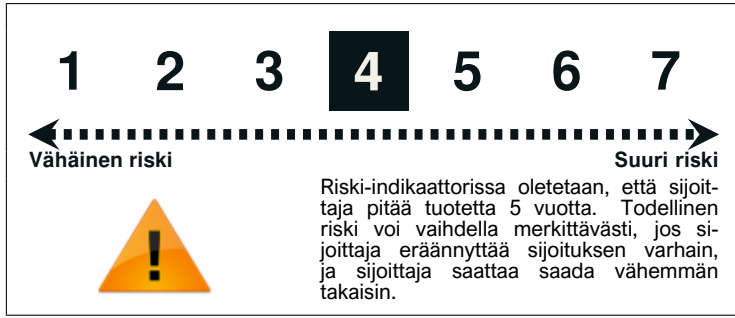 1 2 3 4 5 6 7
Vähäinen riski Suuri riski
Riski-indikaattorissa oletetaan, että sijoit-
taja pitää tuotetta 5 vuotta. Todellinen
riski voi vaihdella merkittävästi, jos si-
joittaja eräännyttää sijoituksen varhain,
ja sijoittaja saattaa saada vähemmän
takaisin.